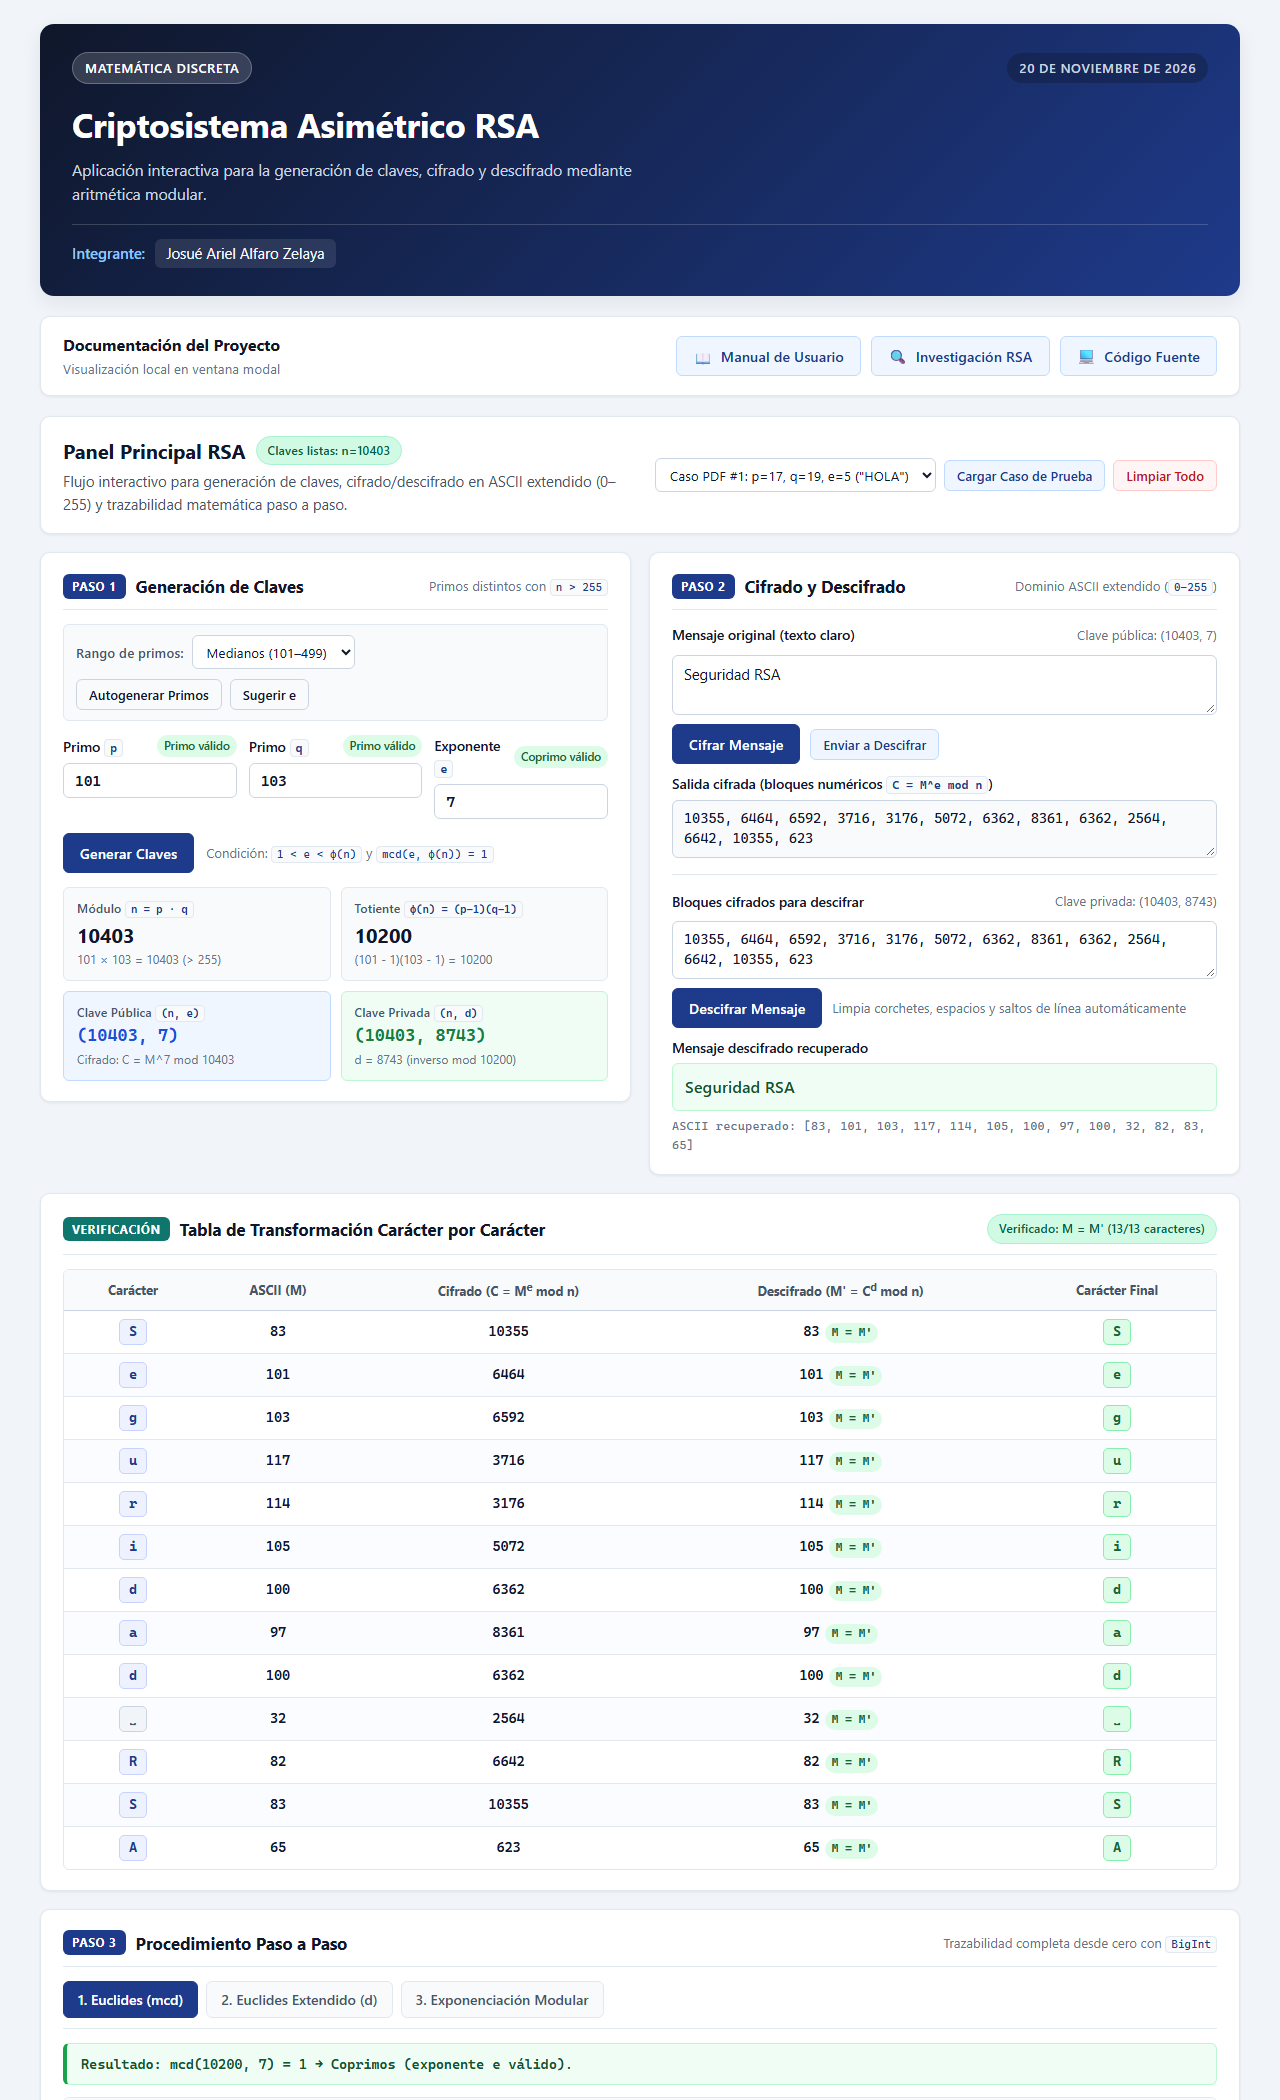 MATEMÁTICA DISCRETA
20 DE NOVIEMBRE DE 2026
Criptosistema Asimétrico RSA
Aplicación interactiva para la generación de claves, cifrado y descifrado mediante
aritmética modular.
Integrante: Josué Ariel Alfaro Zelaya
Documentación del Proyecto
Visualización local en ventana modal
📖 Manual de Usuario
🔍 Investigación RSA
💻 Código Fuente
Panel Principal RSA Claves listas: n=10403
Flujo interactivo para generación de claves, cifrado/descifrado en ASCII extendido (0–
255) y trazabilidad matemática paso a paso.
Caso PDF #1: p=17, q=19, e=5 ("HOLA")
Cargar Caso de Prueba
Limpiar Todo
PASO 1 Generación de Claves Primos distintos con n > 255
Rango de primos: Medianos (101–499)
Autogenerar Primos Sugerir e
Primo p Primo válido
101
Primo q Primo válido
103
Exponente
e Coprimo válido
7
Generar Claves Condición: 1 < e < ϕ(n) y mcd(e, ϕ(n)) = 1
Módulo n = p · q
10403
101 × 103 = 10403 (> 255)
Totiente ϕ(n) = (p−1)(q−1)
10200
(101 - 1)(103 - 1) = 10200
Clave Pública (n, e)
(10403, 7)
Cifrado: C = M^7 mod 10403
Clave Privada (n, d)
(10403, 8743)
d = 8743 (inverso mod 10200)
PASO 2 Cifrado y Descifrado Dominio ASCII extendido (0–255)
Mensaje original (texto claro) Clave pública: (10403, 7)
Seguridad RSA
Cifrar Mensaje Enviar a Descifrar
Salida cifrada (bloques numéricos C = M^e mod n)
10355, 6464, 6592, 3716, 3176, 5072, 6362, 8361, 6362, 2564,
6642, 10355, 623
Bloques cifrados para descifrar Clave privada: (10403, 8743)
10355, 6464, 6592, 3716, 3176, 5072, 6362, 8361, 6362, 2564,
6642, 10355, 623
Descifrar Mensaje Limpia corchetes, espacios y saltos de línea automáticamente
Mensaje descifrado recuperado
Seguridad RSA
ASCII recuperado: [83, 101, 103, 117, 114, 105, 100, 97, 100, 32, 82, 83,
65]
VERIFICACIÓN Tabla de Transformación Carácter por Carácter Verificado: M = M' (13/13 caracteres)
Carácter ASCII (M) Cifrado (C = M^e mod n) Descifrado (M' = C^d mod n) Carácter Final
S 83 10355 83 M = M' S
e 101 6464 101 M = M' e
g 103 6592 103 M = M' g
u 117 3716 117 M = M' u
r 114 3176 114 M = M' r
i 105 5072 105 M = M' i
d 100 6362 100 M = M' d
a 97 8361 97 M = M' a
d 100 6362 100 M = M' d
␣ 32 2564 32 M = M' ␣
R 82 6642 82 M = M' R
S 83 10355 83 M = M' S
A 65 623 65 M = M' A
PASO 3 Procedimiento Paso a Paso Trazabilidad completa desde cero con BigInt
1. Euclides (mcd) 2. Euclides Extendido (d) 3. Exponenciación Modular
Resultado: mcd(10200, 7) = 1 → Coprimos (exponente e válido).